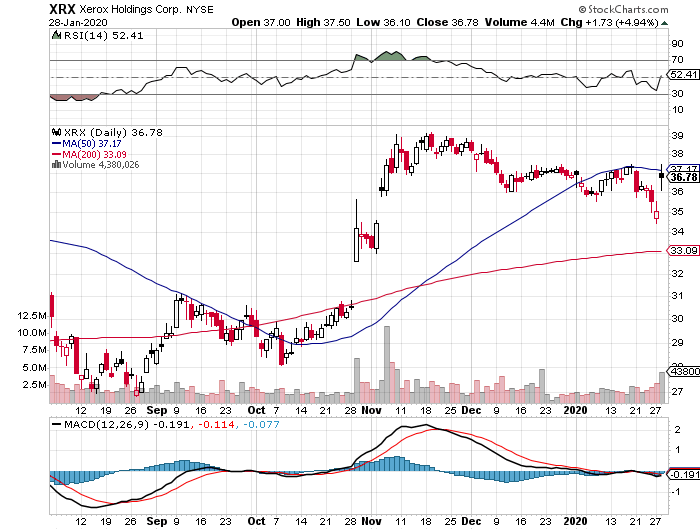 XRX Xerox Holdings Corp. NYSE © StockCharts.com
28-Jan-2020 Open 37.00 High 37.50 Low 36.10 Close 36.78 Volume 4.4M Chg +1.73 (+4.94%)
RSI(14) 52.41
90
70
52.41
30
10
XRX (Daily) 36.78
MA(50) 37.17
MA(200) 33.09
Volume 4,380,026
39
38
37.17
36.78
36
35
34
33.09
32
31
30
29
28
27
12.5M
10.0M
7.5M
5.0M
2.5M
43800
12 19 26 Sep 9 16 23 Oct 7 14 21 28 Nov 11 18 25 Dec 9 16 23 2020 13 21 27
MACD(12,26,9) -0.191, -0.114, -0.077
2
1
-0.191
-1
12 19 26 Sep 9 16 23 Oct 7 14 21 28 Nov 11 18 25 Dec 9 16 23 2020 13 21 27